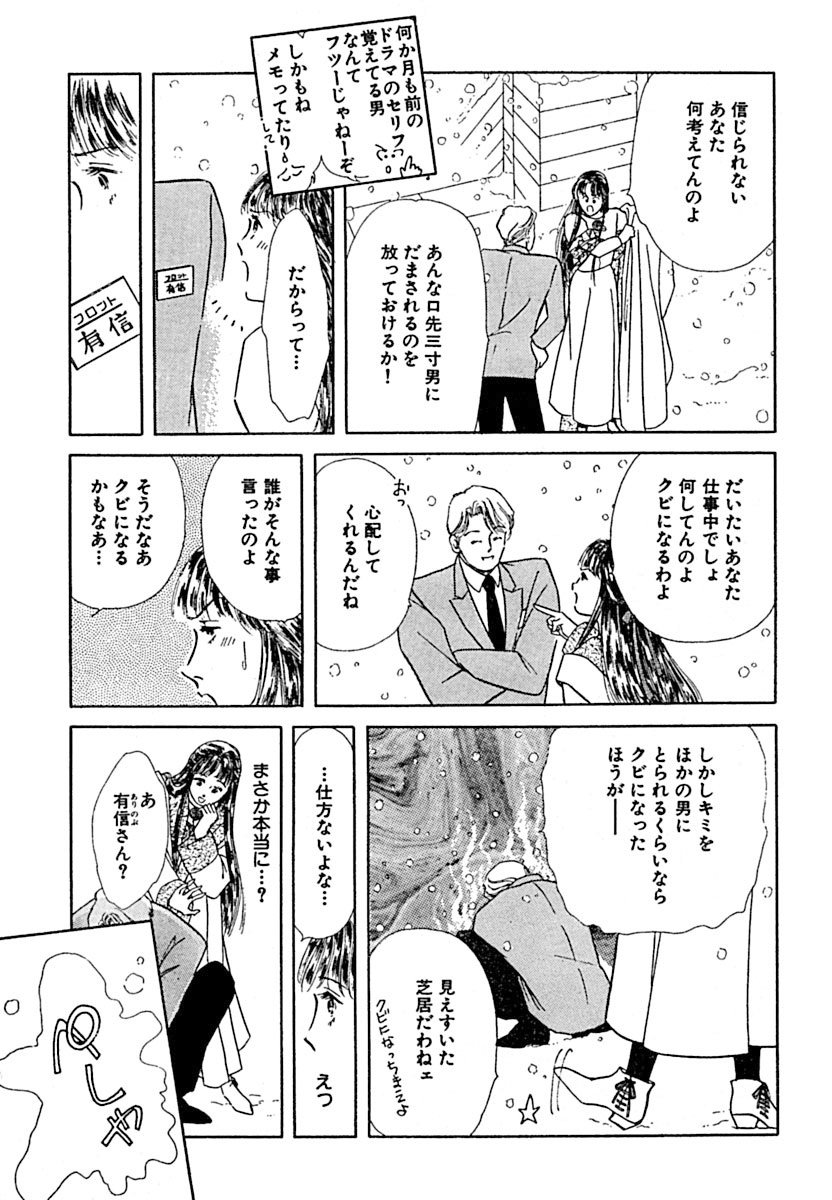 信じられない
あなた
何考えてんのよ
あんな口先三寸男に
だまされるのを
放っておけるか！
何か月も前の
ドラマのセリフ
覚えてる男
なんて
フツーじゃねーぞ
しかもね
メモってたり
して
だからって…
フロント
有信
フロント
有信
だいたいあなた
仕事中でしょ
何してんのよ
クビになるわよ
おっ
心配して
くれるんだね
誰がそんな事
言ったのよ
そうだなあ
クビになる
かもなあ…
しかしキミを
ほかの男に
とられるくらいなら
クビになった
ほうが──
見えすいた
芝居だわねェ
クビになっちまえよ
…仕方ないよな…
えっ
まさか本当に…？
あ
有信さん？
ありのぶ
べしゃ